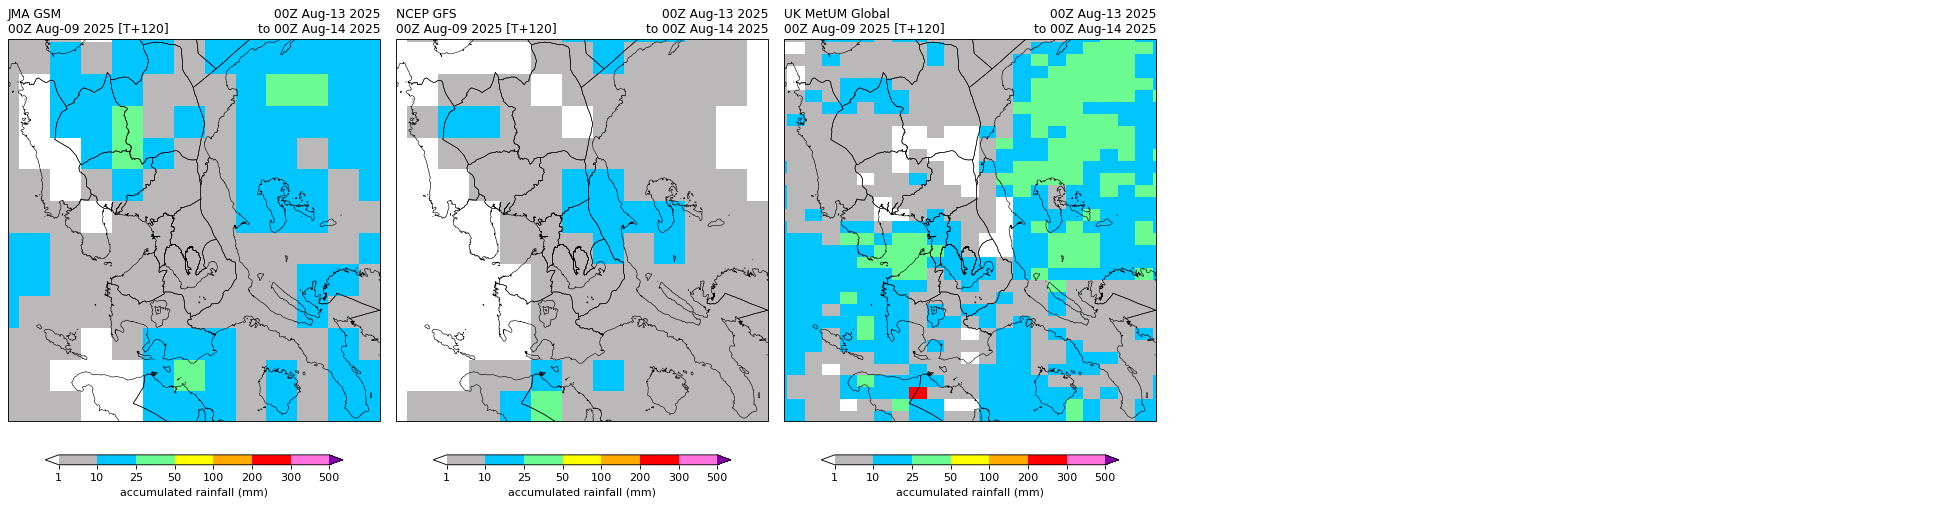 JMA GSM 00Z Aug-13 2025
00Z Aug-09 2025 [T+120] to 00Z Aug-14 2025
NCEP GFS 00Z Aug-13 2025
00Z Aug-09 2025 [T+120] to 00Z Aug-14 2025
UK MetUM Global 00Z Aug-13 2025
00Z Aug-09 2025 [T+120] to 00Z Aug-14 2025
1 10 25 50 100 200 300 500
accumulated rainfall (mm)
1 10 25 50 100 200 300 500
accumulated rainfall (mm)
1 10 25 50 100 200 300 500
accumulated rainfall (mm)